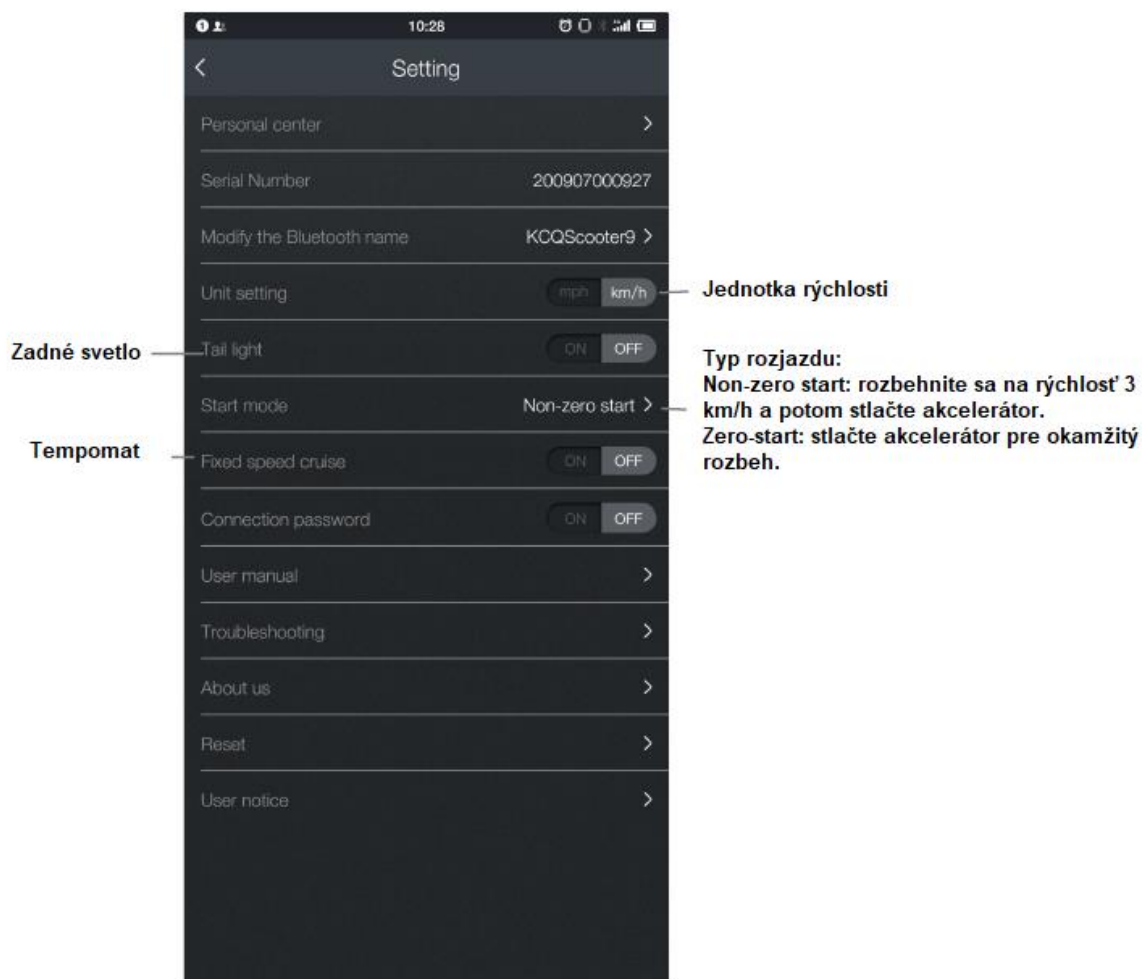 1
10:28
Setting
Personal center
Serial Number 200907000927
Modify the Bluetooth name KCQScooter9
Unit setting mph km/h
Jednotka rýchlosti
Zadné svetlo
Tail light ON OFF
Typ rozjazdu:
Non-zero start: rozbehnite sa na rýchlosť 3
km/h a potom stlačte akcelerátor.
Zero-start: stlačte akcelerátor pre okamžitý
rozbeh.
Start mode Non-zero start
Tempomat
Fixed speed cruise ON OFF
Connection password ON OFF
User manual
Troubleshooting
About us
Reset
User notice